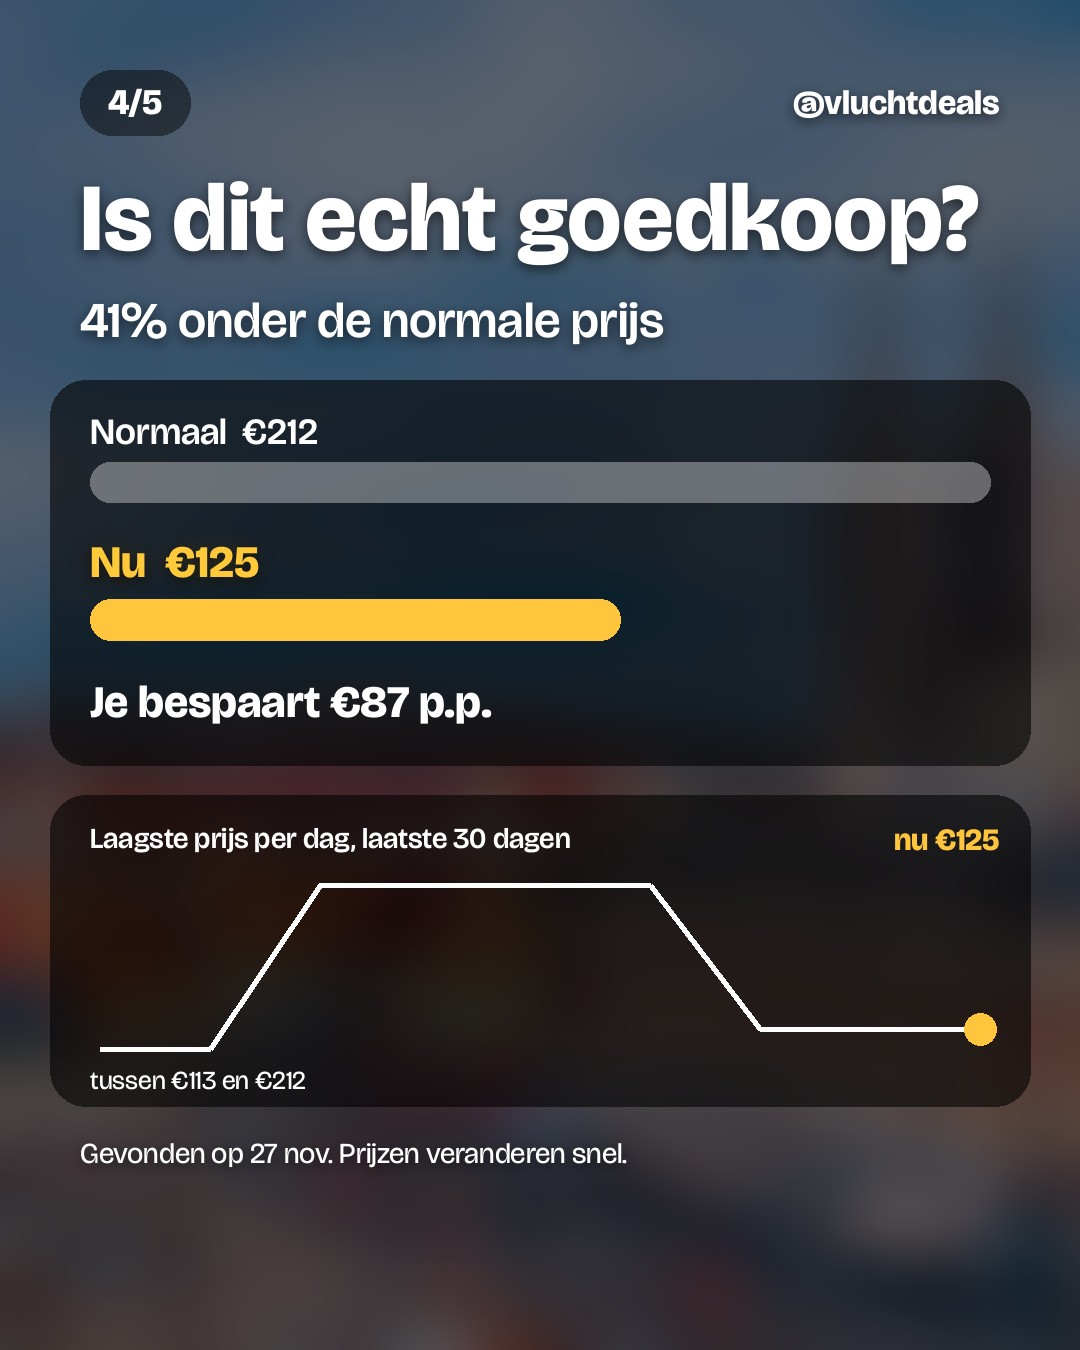 4/5
@vluchtdeals
Is dit echt goedkoop?
41% onder de normale prijs
Normaal €212
Nu €125
Je bespaart €87 p.p.
Laagste prijs per dag, laatste 30 dagen
nu €125
tussen €113 en €212
Gevonden op 27 nov. Prijzen veranderen snel.